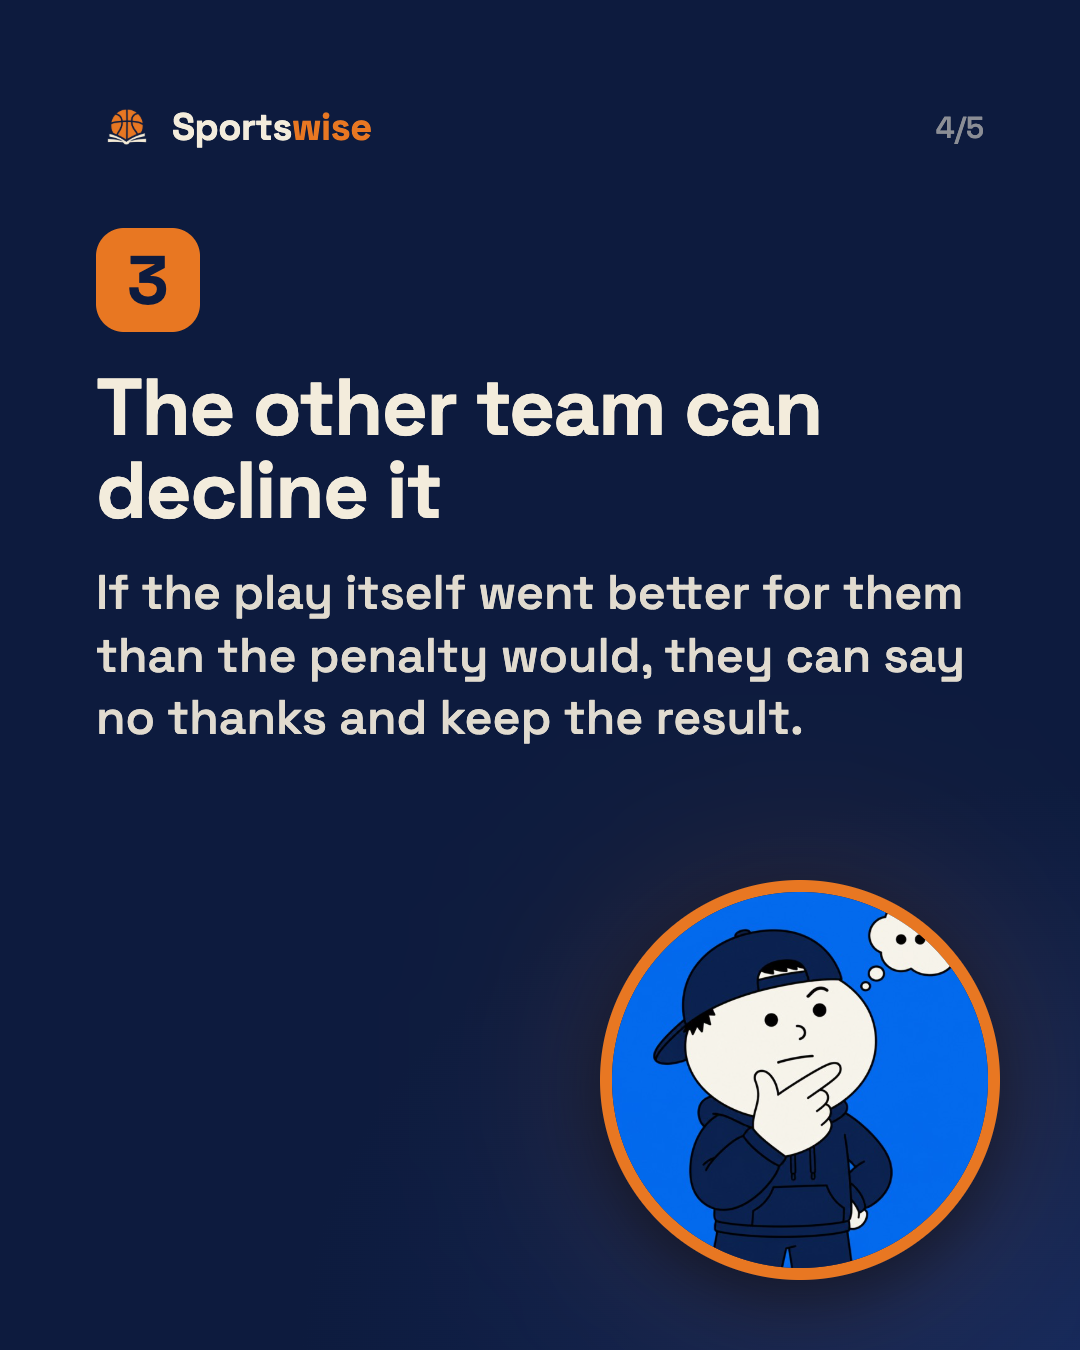 Sportswise
4/5
3
The other team can
decline it
If the play itself went better for them
than the penalty would, they can say
no thanks and keep the result.